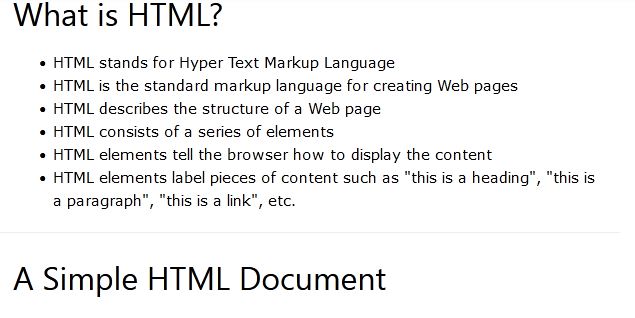 What is HTML?
• HTML stands for Hyper Text Markup Language
• HTML is the standard markup language for creating Web pages
• HTML describes the structure of a Web page
• HTML consists of a series of elements
• HTML elements tell the browser how to display the content
• HTML elements label pieces of content such as "this is a heading", "this is
a paragraph", "this is a link", etc.
A Simple HTML Document